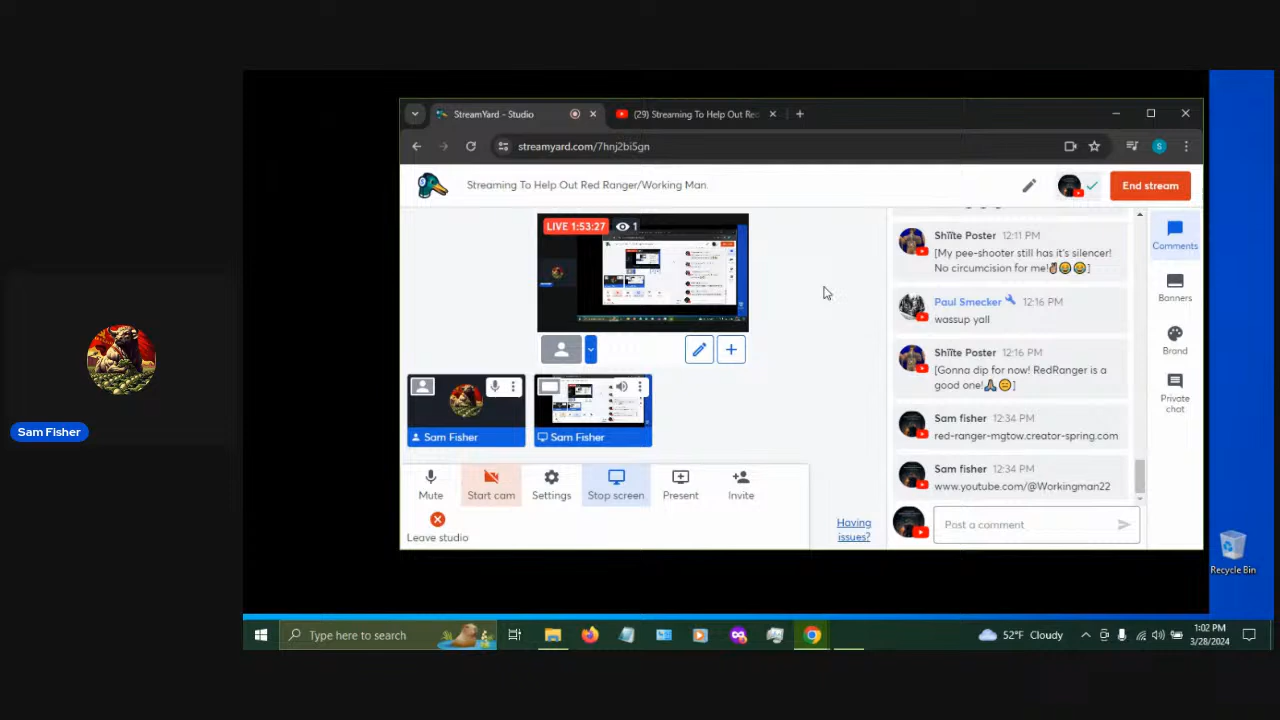 StreamYard - Studio
(29) Streaming To Help Out Red
streamyard.com/7hnj2bi5gn
S
Streaming To Help Out Red Ranger/Working Man.
End stream
LIVE 1:53:27
1
Shiite Poster 12:11 PM
[My pee-shooter still has it's silencer!
No circumcision for me!✌😄😄]
Paul Smecker 12:16 PM
wassup yall
Shiite Poster 12:16 PM
[Gonna dip for now! RedRanger is a
good one!🙏😊]
Sam fisher 12:34 PM
red-ranger-mgtow.creator-spring.com
Sam fisher 12:34 PM
www.youtube.com/@Workingman22
Post a comment
Comments
Banners
Brand
Private
chat
Sam Fisher
Sam Fisher
Mute
Start cam
Settings
Stop screen
Present
Invite
Leave studio
Having
issues?
Sam Fisher
Recycle Bin
Type here to search
52°F Cloudy
1:02 PM
3/28/2024